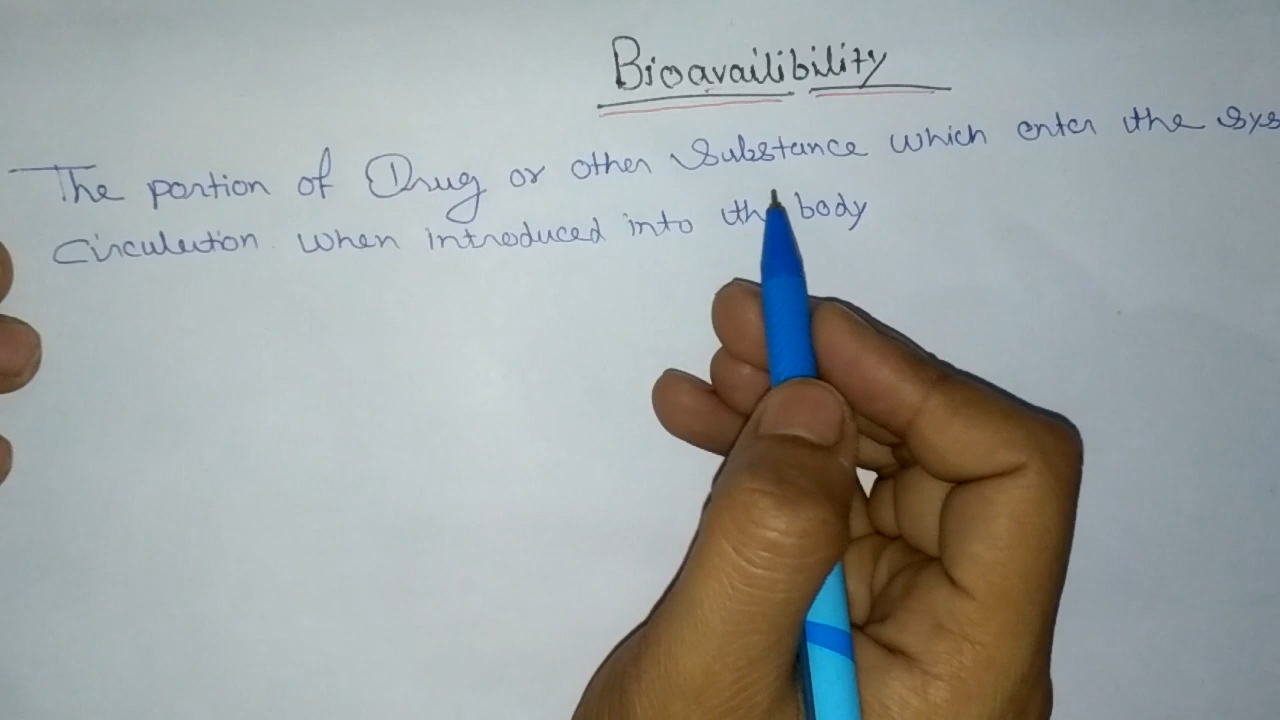 Bioavailibility
The portion of Drug or other Substance which enter the Sys
Circulation when introduced into the body